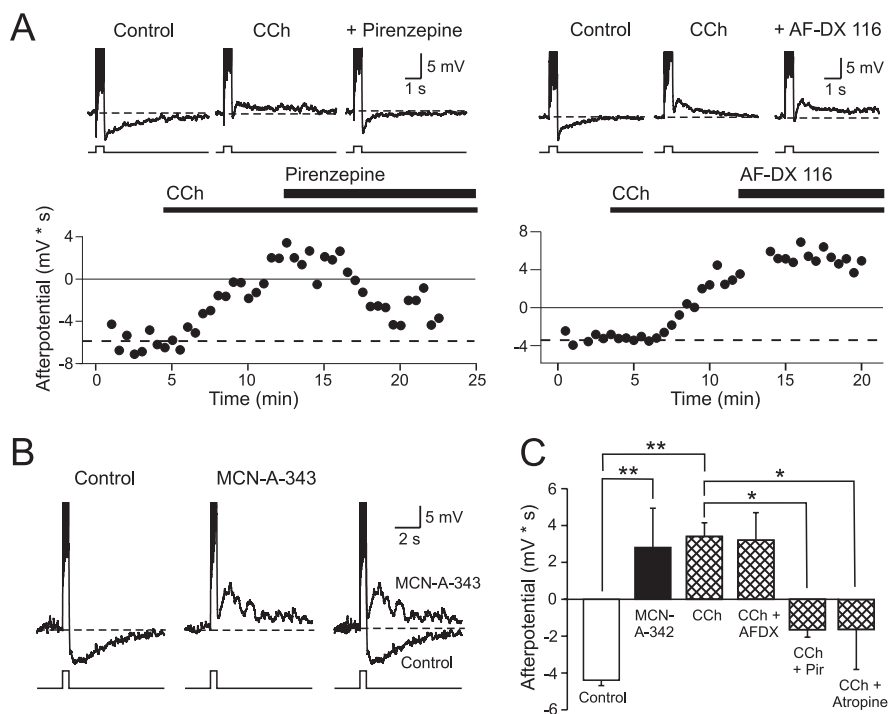 A
Control
CCh
+ Pirenzepine
5 mV
1 s
Control
CCh
+ AF-DX 116
5 mV
1 s
Pirenzepine
CCh
Afterpotential (mV * s)
4
0
-4
-8
0
5
10
15
20
25
Time (min)
AF-DX 116
CCh
8
4
0
-4
0
5
10
15
20
Time (min)
B
Control
MCN-A-343
5 mV
2 s
MCN-A-343
Control
C
**
**
*
*
Afterpotential (mV * s)
6
4
2
0
-2
-4
-6
Control
MCN-
A-342
CCh
CCh +
AFDX
CCh
+ Pir
CCh +
Atropine